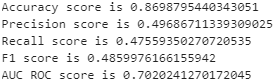 Accuracy score is 0.8698795440343051
Precision score is 0.49686711339309025
Recall score is 0.47559350270720535
F1 score is 0.4859976166155942
AUC ROC score is 0.7020241270172045